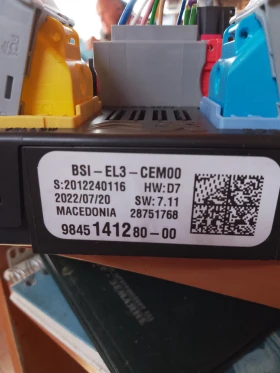 BSI-EL3-CEM00
S:2012240116 HW:D7
2022/07/20 SW:7.11
MACEDONIA 28751768
9845141280-00